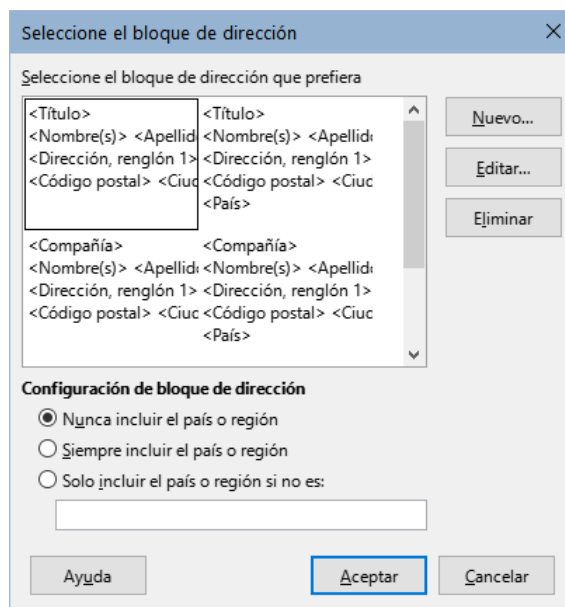 Seleccione el bloque de dirección
Seleccione el bloque de dirección que prefiera
<Título>
<Nombre(s)> <Apellid
<Dirección, renglón 1>
<Código postal> <Ciud
<Título>
<Nombre(s)> <Apellid
<Dirección, renglón 1>
<Código postal> <Ciuc
<País>
<Compañía>
<Nombre(s)> <Apellid
<Dirección, renglón 1>
<Código postal> <Ciuc
<Compañía>
<Nombre(s)> <Apellid
<Dirección, renglón 1>
<Código postal> <Ciuc
<País>
Nuevo...
Editar...
Eliminar
Configuración de bloque de dirección
Nunca incluir el país o región
Siempre incluir el país o región
Solo incluir el país o región si no es:
Ayuda
Aceptar
Cancelar